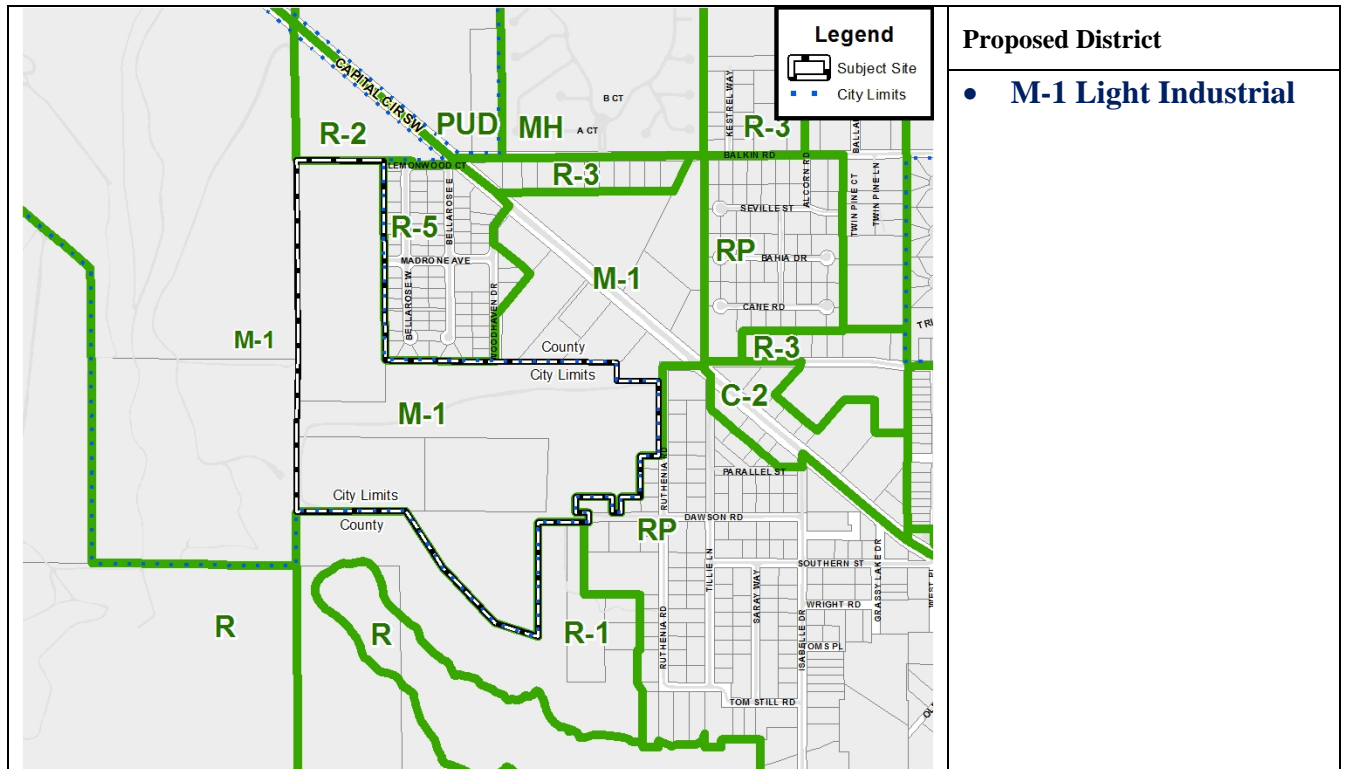 Legend
Subject Site
City Limits
Proposed District
• M-1 Light Industrial
CAPITAL CIR SW
B CT
A CT
KESTREL WAY
R-2
PUD
MH
R-3
BALKIN RD
LEMONWOOD CT
R-3
ALCORN RD
TWIN PINE CT
TWIN PINE LN
SEVILLE ST
R-5
BELLAROSE E
MADRONE AVE
RP
BAHIA DR
M-1
BELLAROSE W
WOODHAVEN DR
CANE RD
M-1
County
City Limits
R-3
C-2
M-1
PARALLEL ST
RUTHENIA RD
City Limits
County
RP
DAWSON RD
TILLIE LN
SOUTHERN ST
GRASSY LAKE DR
SARAY WAY
WRIGHT RD
R
R
R-1
RUTHENIA RD
ISABELLE DR
TOMS PL
TOM STILL RD